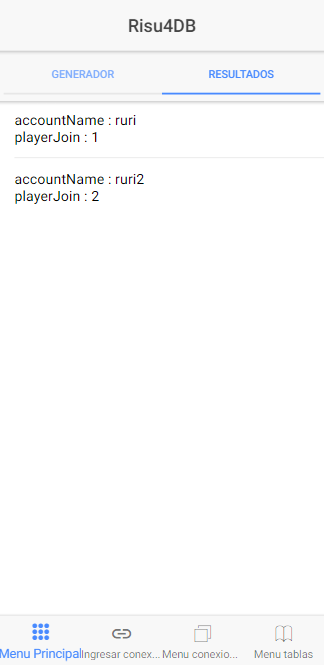 Risu4DB
GENERADOR
RESULTADOS
accountName : ruri
playerJoin : 1
accountName : ruri2
playerJoin : 2
Menu Principal
Ingresar conex...
Menu conexio...
Menu tablas